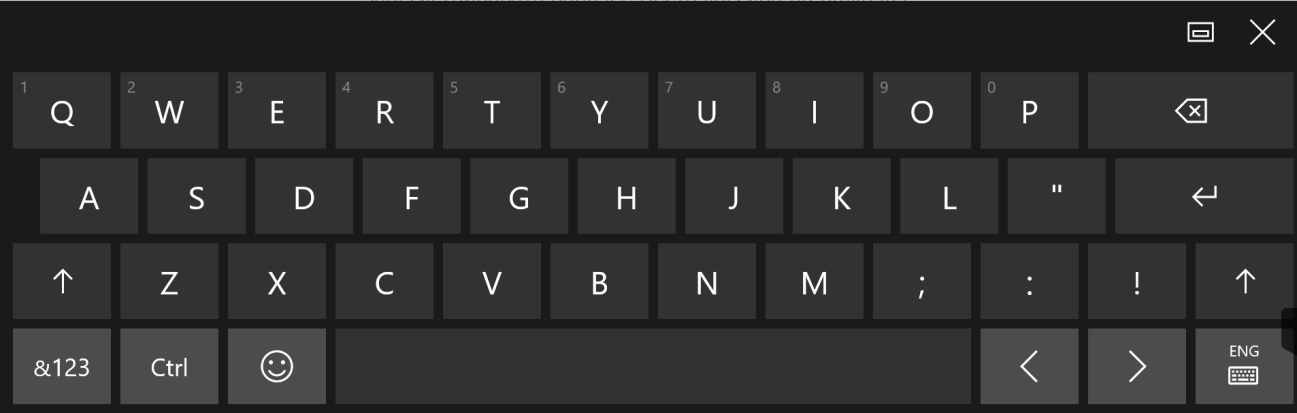 1 Q 2 W 3 E 4 R 5 T 6 Y 7 U 8 I 9 O 0 P
A S D F G H J K L "
Z X C V B N M ; : !
&123 Ctrl ENG